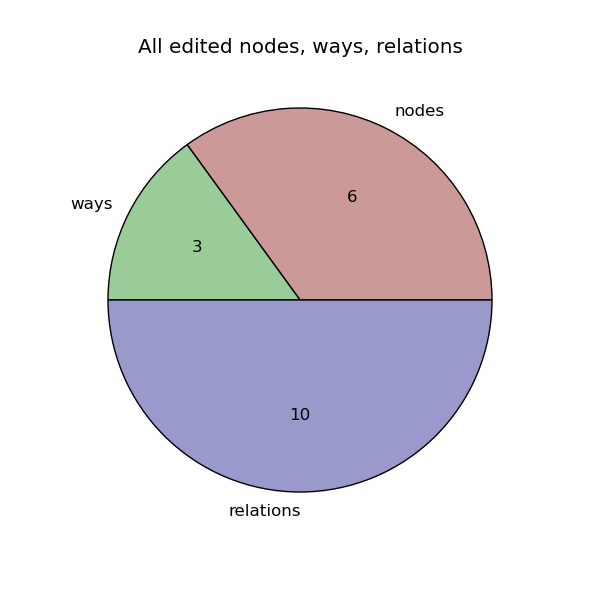 All edited nodes, ways, relations
nodes
6
ways
3
10
relations